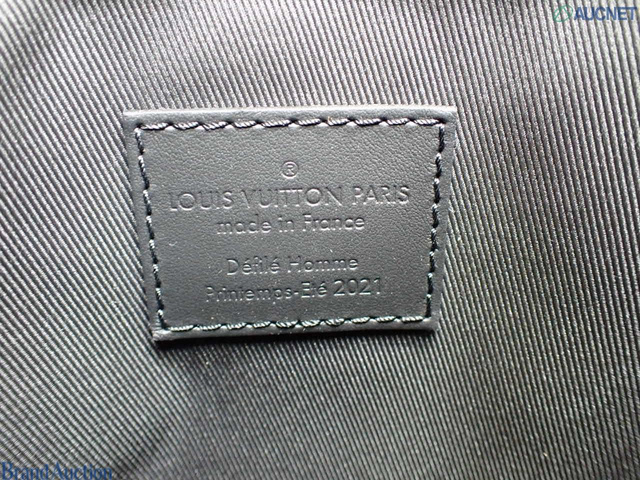 AUCNET
®
LOUIS VUITTON PARIS
made in France
Défilé Homme
Printemps-Eté 2021
Brand Auction